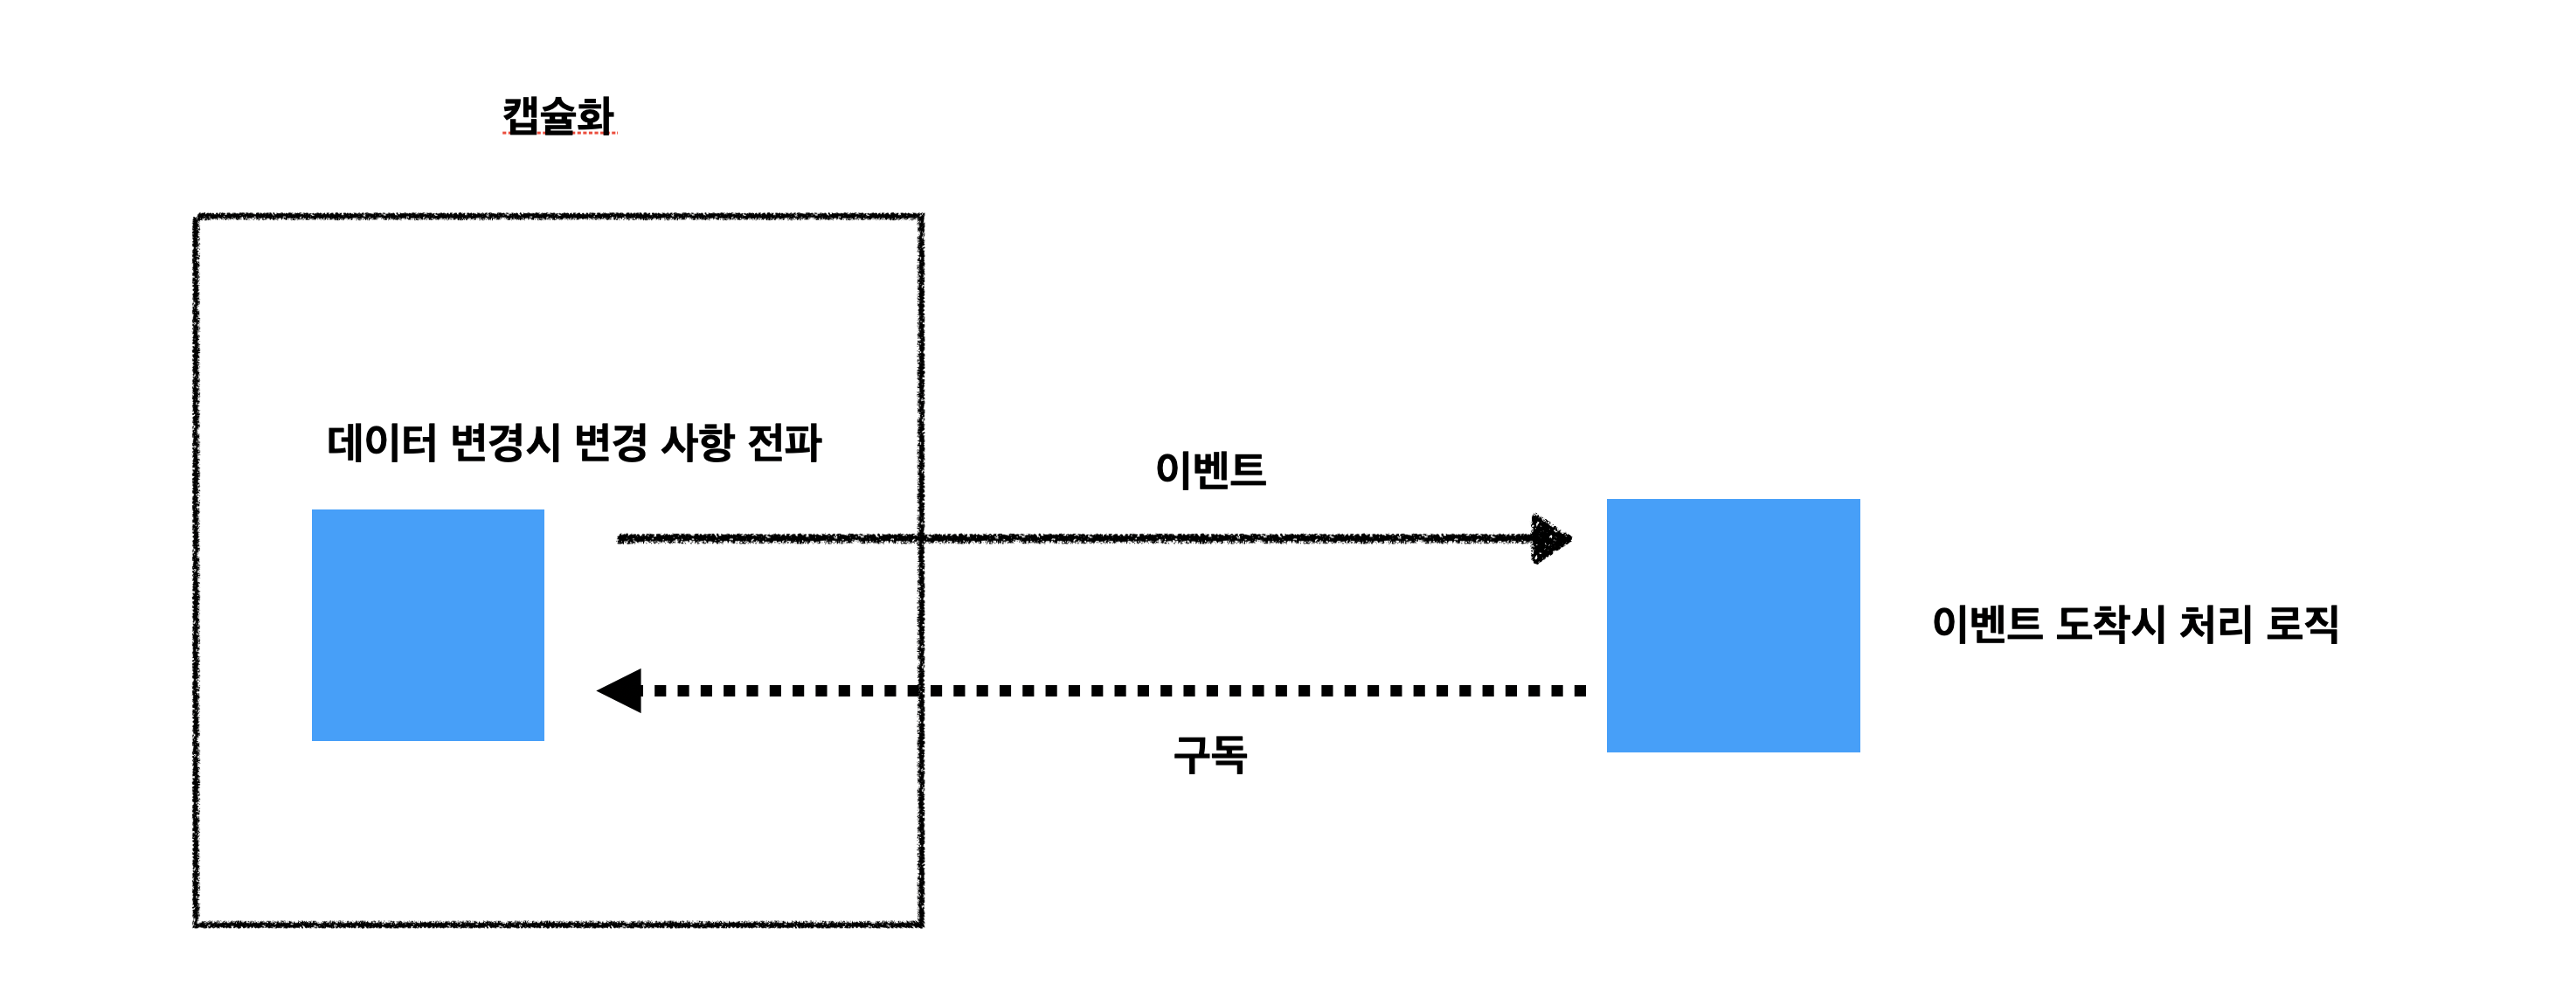 캡슐화
데이터 변경시 변경 사항 전파
이벤트
이벤트 도착시 처리 로직
구독